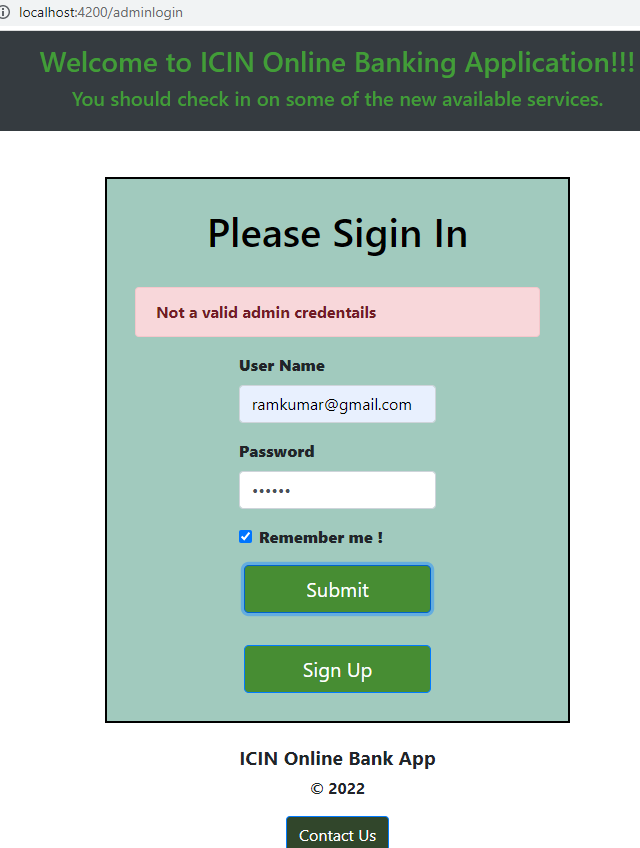 localhost:4200/adminlogin
Welcome to ICIN Online Banking Application!!!
You should check in on some of the new available services.
Please Sigin In
Not a valid admin credentails
User Name
ramkumar@gmail.com
Password
••••••
Remember me !
Submit
Sign Up
ICIN Online Bank App
© 2022
Contact Us